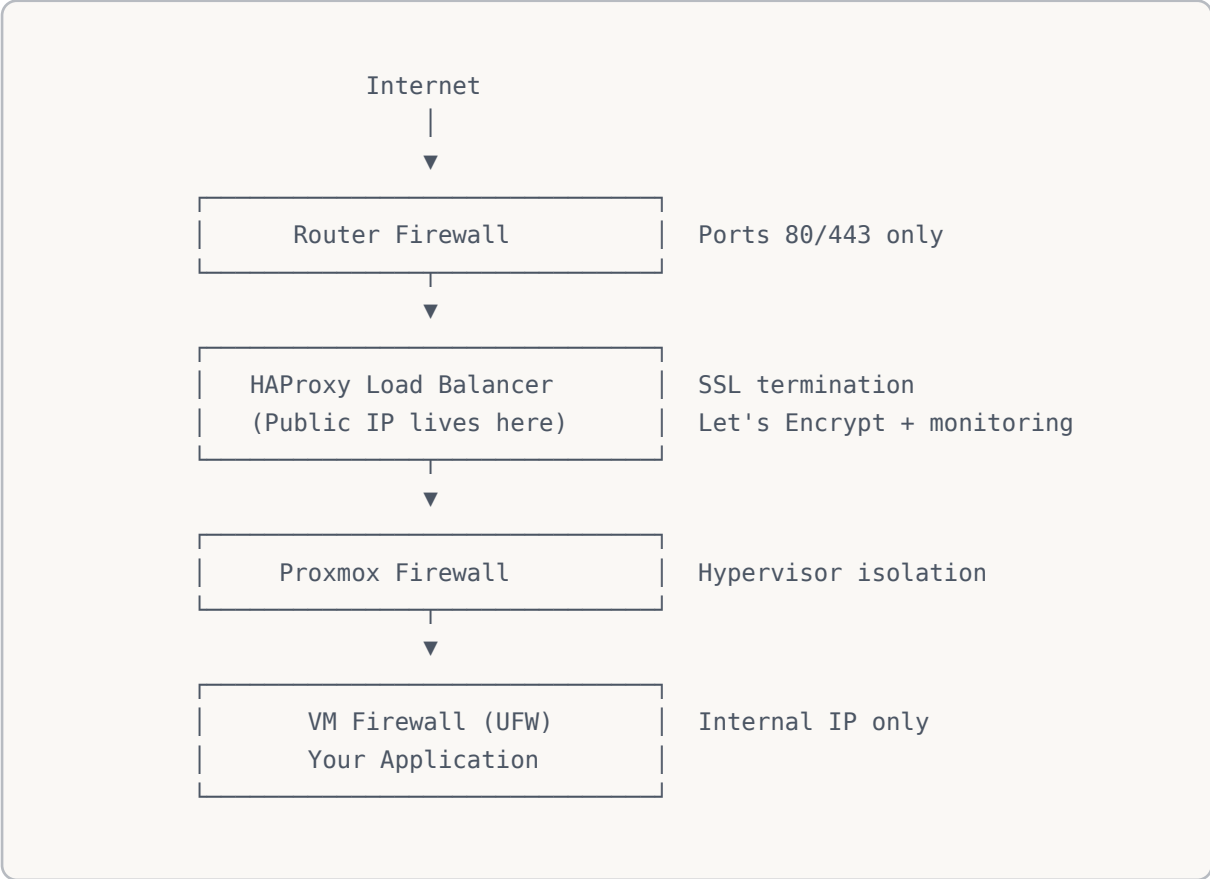 Internet
Router Firewall Ports 80/443 only
HAProxy Load Balancer SSL termination
(Public IP lives here) Let's Encrypt + monitoring
Proxmox Firewall Hypervisor isolation
VM Firewall (UFW) Internal IP only
Your Application